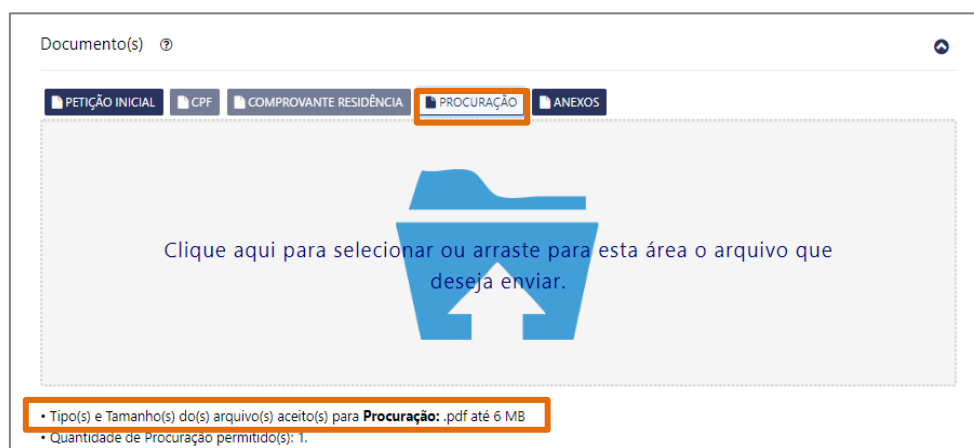 Documento(s)
PETIÇÃO INICIAL CPF COMPROVANTE RESIDÊNCIA PROCURAÇÃO ANEXOS
Clique aqui para selecionar ou arraste para esta área o arquivo que
deseja enviar.
• Tipo(s) e Tamanho(s) do(s) arquivo(s) aceito(s) para Procuração: .pdf até 6 MB
• Quantidade de Procuração permitido(s): 1.